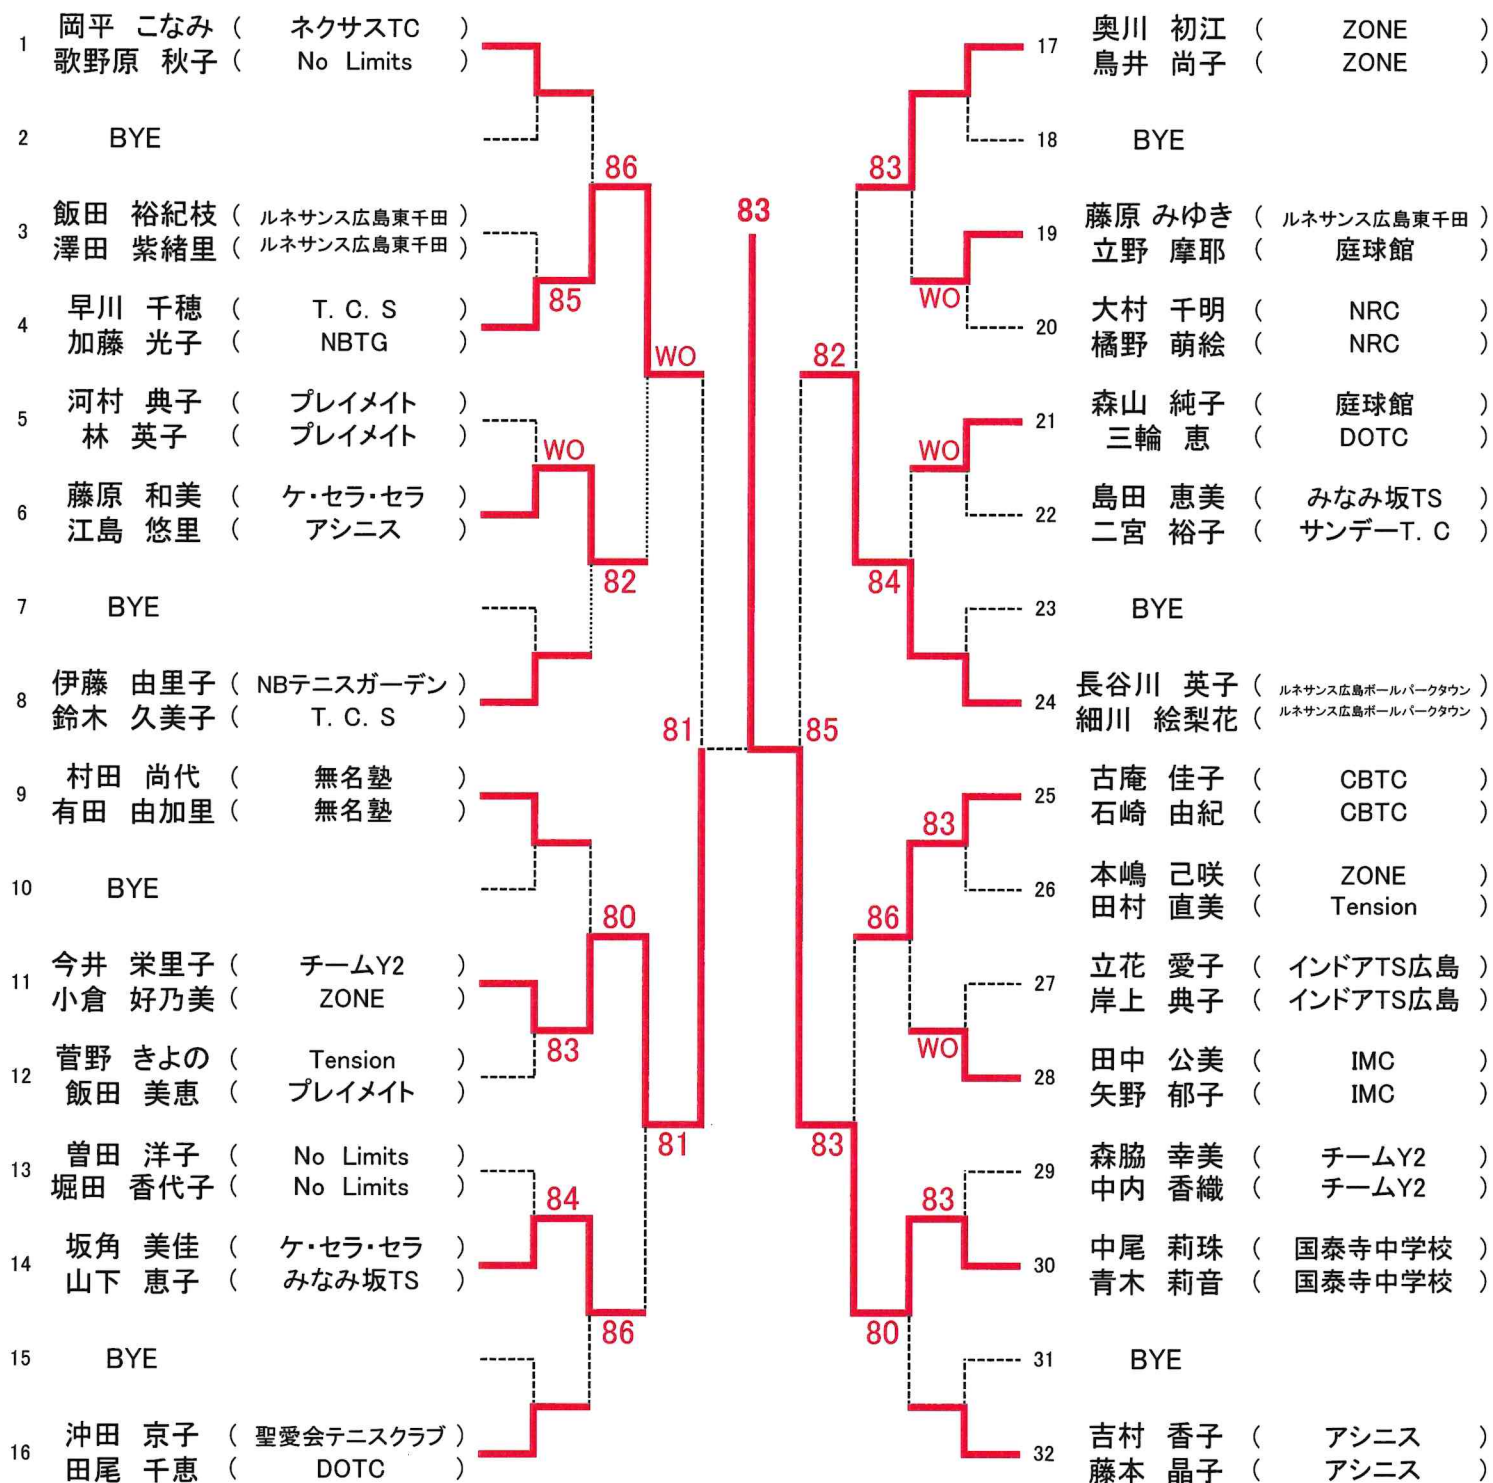 1 岡平 こなみ ( ネクサスTC )
歌野原 秋子 ( No Limits )
2 BYE
86
3 飯田 裕紀枝 ( ルネサンス広島東千田 )
澤田 紫緒里 ( ルネサンス広島東千田 )
85
4 早川 千穂 ( T. C. S )
加藤 光子 ( NBTG )
WO
5 河村 典子 ( プレイメイト )
林 英子 ( プレイメイト )
WO
6 藤原 和美 ( ケ・セラ・セラ )
江島 悠里 ( アシニス )
82
7 BYE
8 伊藤 由里子 ( NBテニスガーデン )
鈴木 久美子 ( T. C. S )
81
9 村田 尚代 ( 無名塾 )
有田 由加里 ( 無名塾 )
10 BYE
80
11 今井 栄里子 ( チームY2 )
小倉 好乃美 ( ZONE )
83
12 菅野 きよの ( Tension )
飯田 美恵 ( プレイメイト )
81
13 曽田 洋子 ( No Limits )
堀田 香代子 ( No Limits )
84
14 坂角 美佳 ( ケ・セラ・セラ )
山下 恵子 ( みなみ坂TS )
86
15 BYE
16 沖田 京子 ( 聖愛会テニスクラブ )
田尾 千恵 ( DOTC )
83
17 奥川 初江 ( ZONE )
鳥井 尚子 ( ZONE )
18 BYE
83
19 藤原 みゆき ( ルネサンス広島東千田 )
立野 摩耶 ( 庭球館 )
WO
20 大村 千明 ( NRC )
橘野 萌絵 ( NRC )
82
21 森山 純子 ( 庭球館 )
三輪 恵 ( DOTC )
WO
22 島田 恵美 ( みなみ坂TS )
二宮 裕子 ( サンデーT. C )
84
23 BYE
24 長谷川 英子 ( ルネサンス広島ボールパークタウン )
細川 絵梨花 ( ルネサンス広島ボールパークタウン )
85
25 古庵 佳子 ( CBTC )
石崎 由紀 ( CBTC )
83
26 本嶋 己咲 ( ZONE )
田村 直美 ( Tension )
86
27 立花 愛子 ( インドアTS広島 )
岸上 典子 ( インドアTS広島 )
WO
28 田中 公美 ( IMC )
矢野 郁子 ( IMC )
83
29 森脇 幸美 ( チームY2 )
中内 香織 ( チームY2 )
83
30 中尾 莉珠 ( 国泰寺中学校 )
青木 莉音 ( 国泰寺中学校 )
80
31 BYE
32 吉村 香子 ( アシニス )
藤本 晶子 ( アシニス )